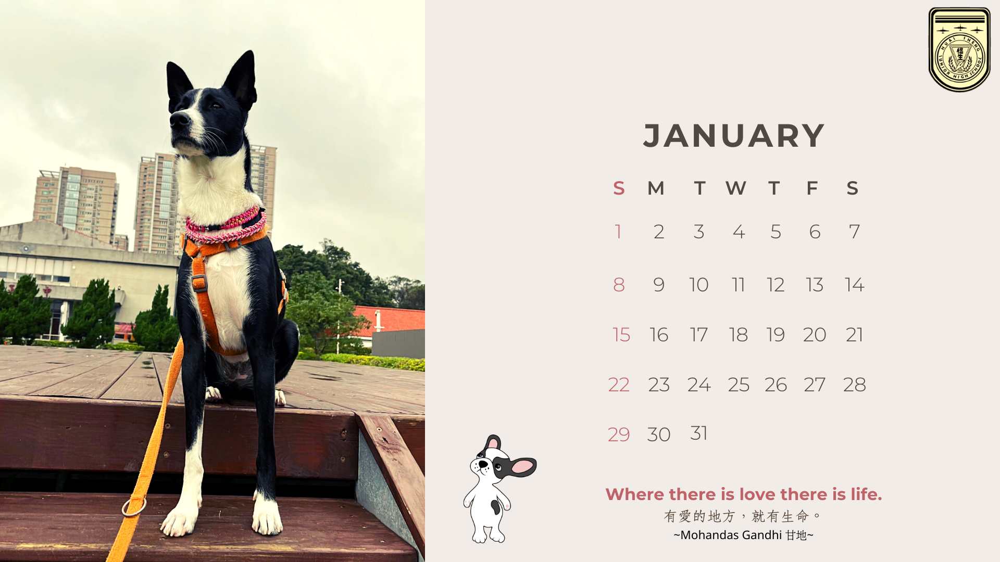 HUAI SHENG
懷生
JUNIOR HIGH SCHOOL
JANUARY
S M T W T F S
1 2 3 4 5 6 7
8 9 10 11 12 13 14
15 16 17 18 19 20 21
22 23 24 25 26 27 28
29 30 31
Where there is love there is life.
有愛的地方，就有生命。
~Mohandas Gandhi 甘地~